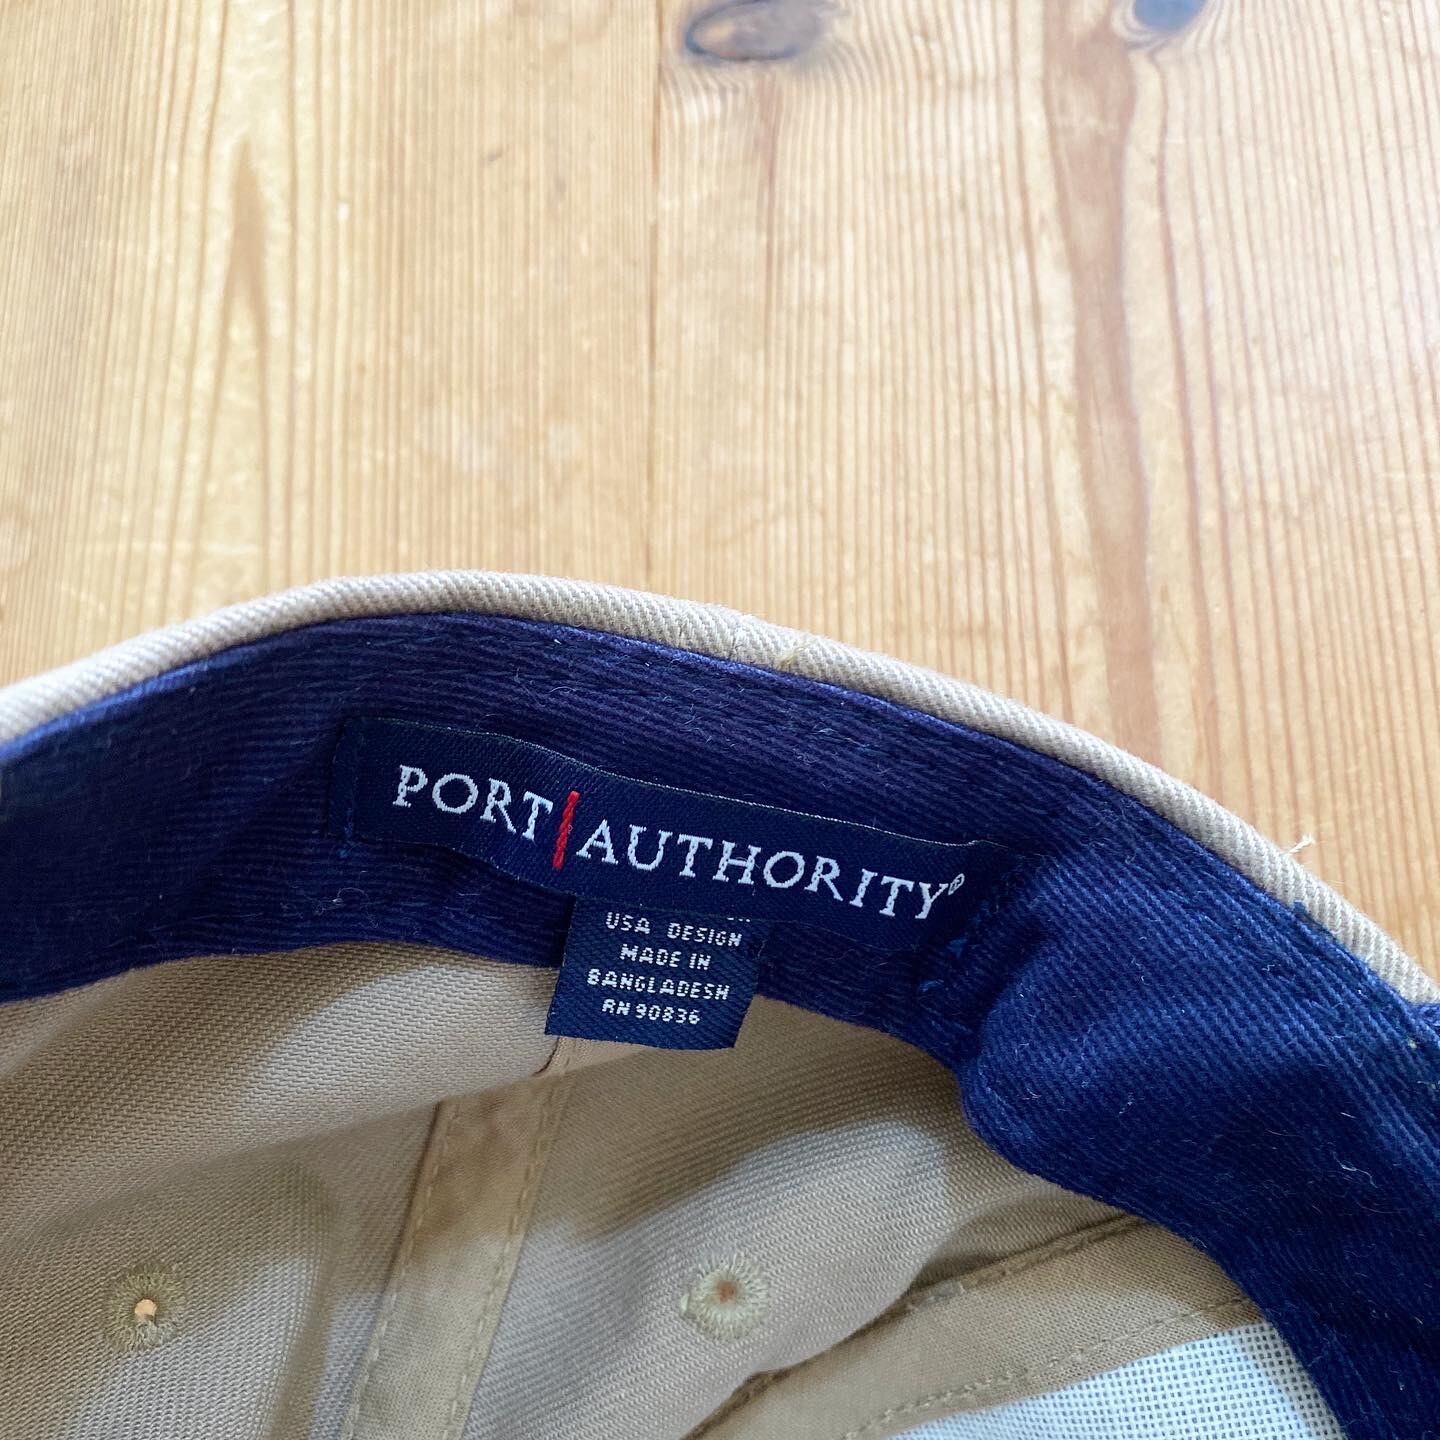 PORT|AUTHORITY®
USA DESIGN
MADE IN
BANGLADESH
RN 90836